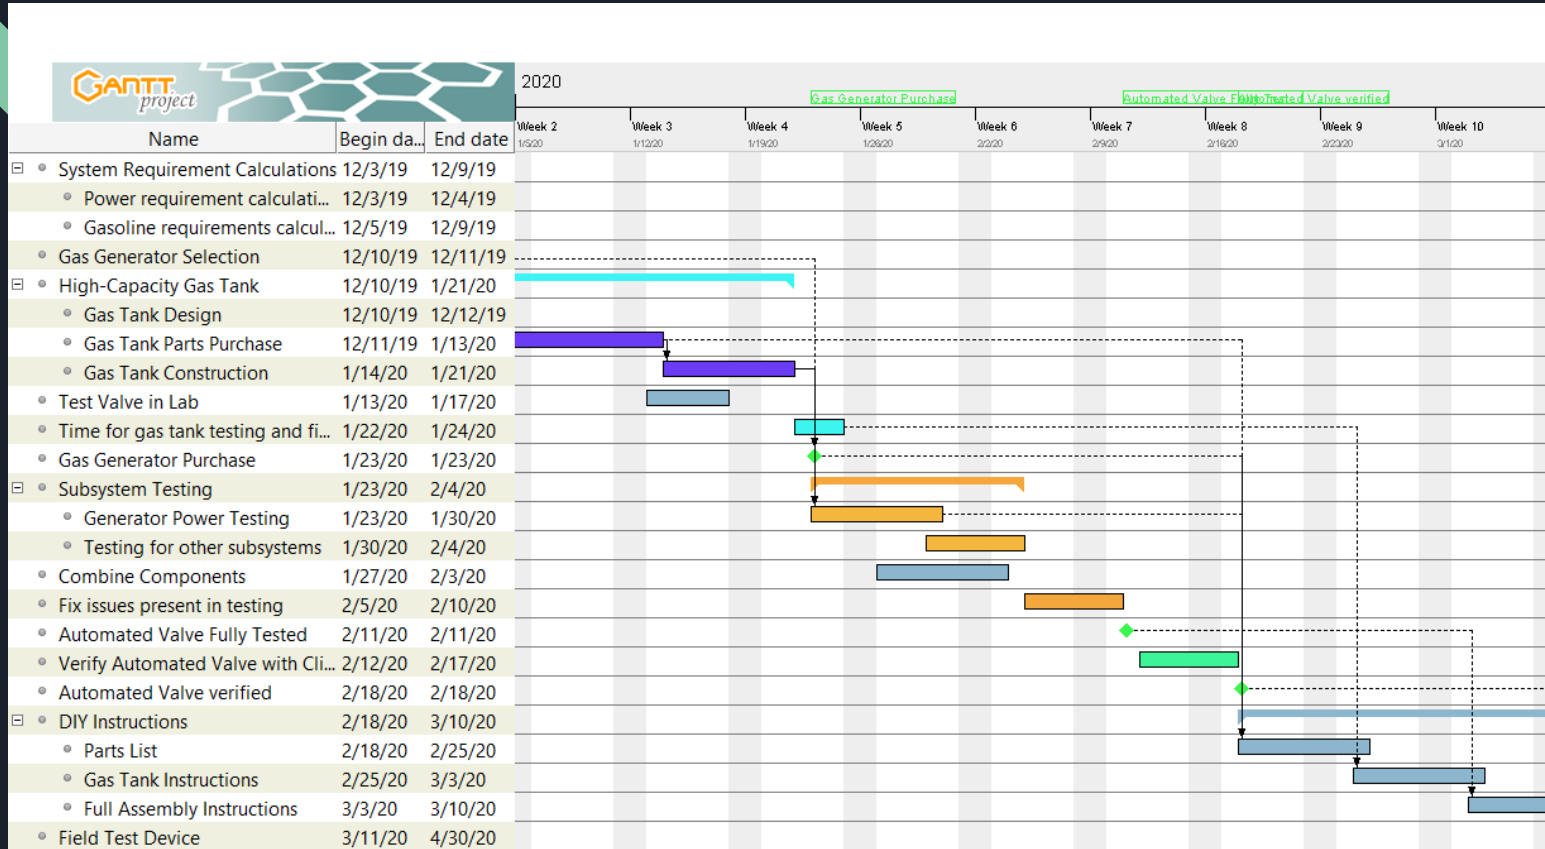 GANTT
project
2020
Gas Generator Purchase
Automated Valve Fully Tested
Automated Valve verified
Name Begin da... End date
Week 2 Week 3 Week 4 Week 5 Week 6 Week 7 Week 8 Week 9 Week 10
1/5/20 1/12/20 1/19/20 1/26/20 2/2/20 2/9/20 2/16/20 2/23/20 3/1/20
System Requirement Calculations 12/3/19 12/9/19
Power requirement calculati... 12/3/19 12/4/19
Gasoline requirements calcul... 12/5/19 12/9/19
Gas Generator Selection 12/10/19 12/11/19
High-Capacity Gas Tank 12/10/19 1/21/20
Gas Tank Design 12/10/19 12/12/19
Gas Tank Parts Purchase 12/11/19 1/13/20
Gas Tank Construction 1/14/20 1/21/20
Test Valve in Lab 1/13/20 1/17/20
Time for gas tank testing and fi... 1/22/20 1/24/20
Gas Generator Purchase 1/23/20 1/23/20
Subsystem Testing 1/23/20 2/4/20
Generator Power Testing 1/23/20 1/30/20
Testing for other subsystems 1/30/20 2/4/20
Combine Components 1/27/20 2/3/20
Fix issues present in testing 2/5/20 2/10/20
Automated Valve Fully Tested 2/11/20 2/11/20
Verify Automated Valve with Cli... 2/12/20 2/17/20
Automated Valve verified 2/18/20 2/18/20
DIY Instructions 2/18/20 3/10/20
Parts List 2/18/20 2/25/20
Gas Tank Instructions 2/25/20 3/3/20
Full Assembly Instructions 3/3/20 3/10/20
Field Test Device 3/11/20 4/30/20